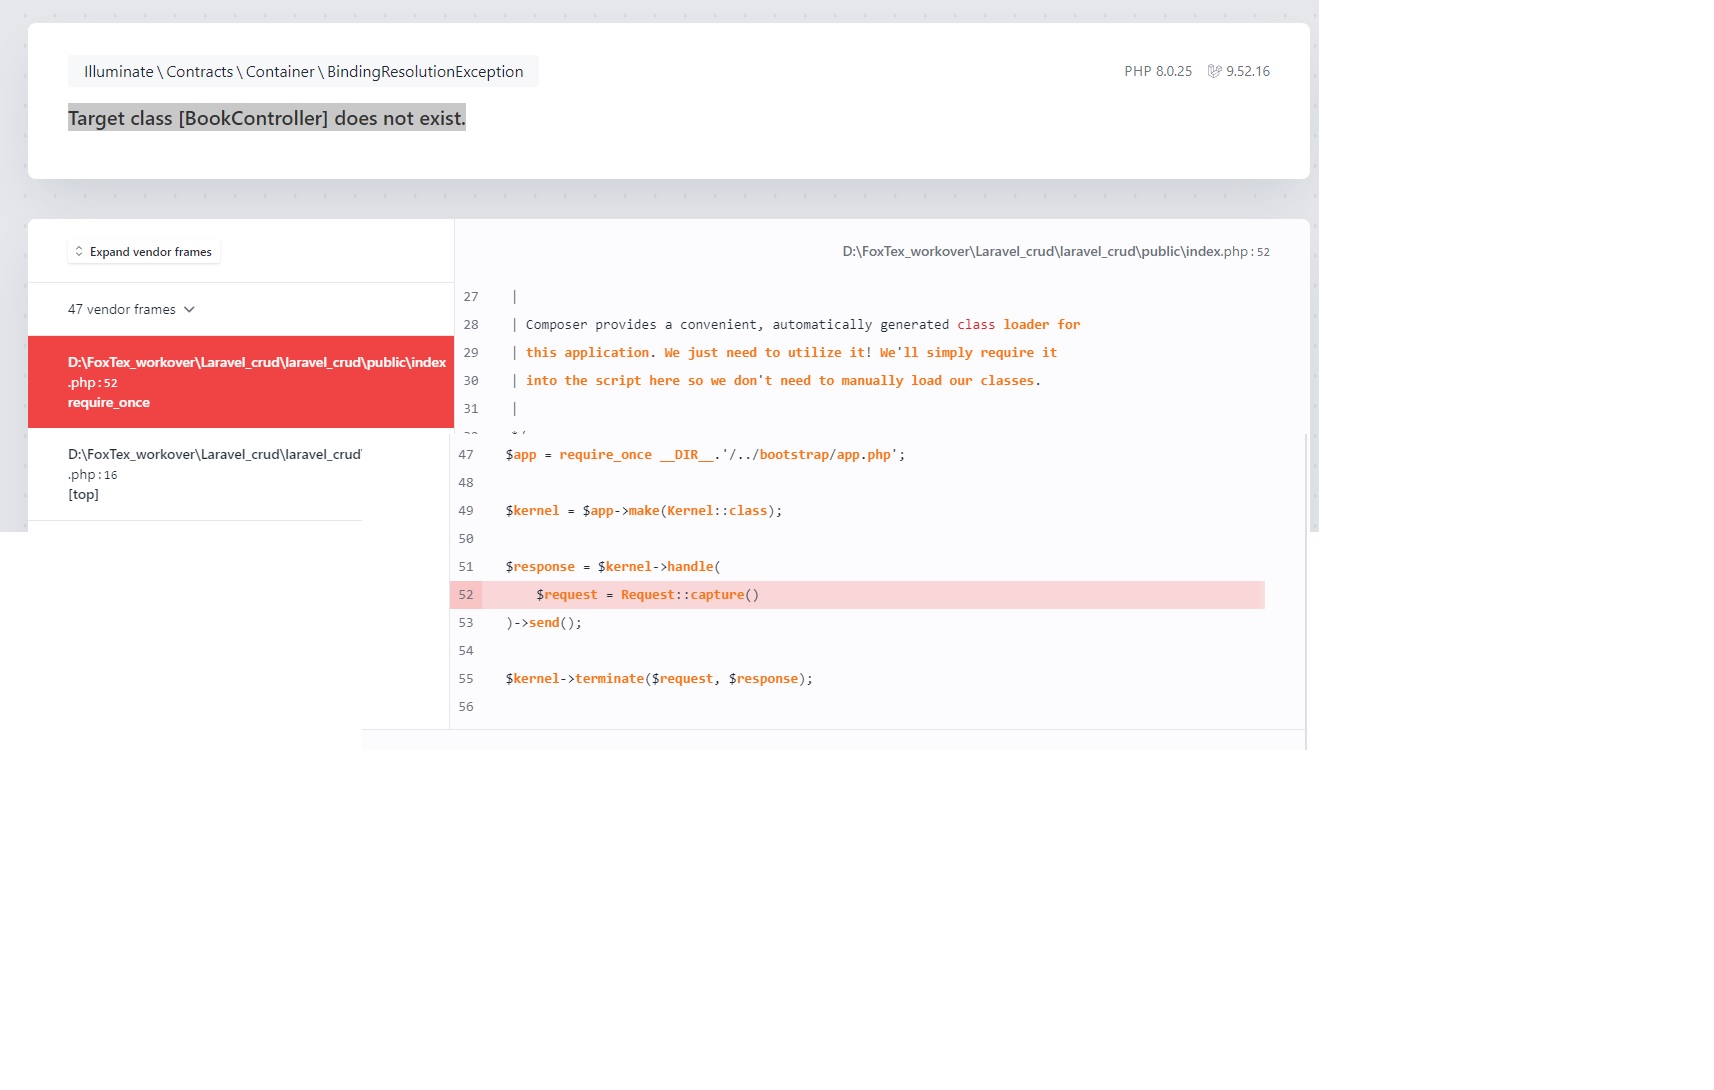 Illuminate \ Contracts \ Container \ BindingResolutionException
PHP 8.0.25 9.52.16
Target class [BookController] does not exist.
Expand vendor frames
47 vendor frames
D:\FoxTex_workover\Laravel_crud\laravel_crud\public\index
.php : 52
require_once
D:\FoxTex_workover\Laravel_crud\laravel_crud
.php : 16
[top]
D:\FoxTex_workover\Laravel_crud\laravel_crud\public\index.php : 52
27 |
28 | Composer provides a convenient, automatically generated class loader for
29 | this application. We just need to utilize it! We'll simply require it
30 | into the script here so we don't need to manually load our classes.
31 |
47 $app = require_once __DIR__.'/../bootstrap/app.php';
48
49 $kernel = $app->make(Kernel::class);
50
51 $response = $kernel->handle(
52 $request = Request::capture()
53 )->send();
54
55 $kernel->terminate($request, $response);
56